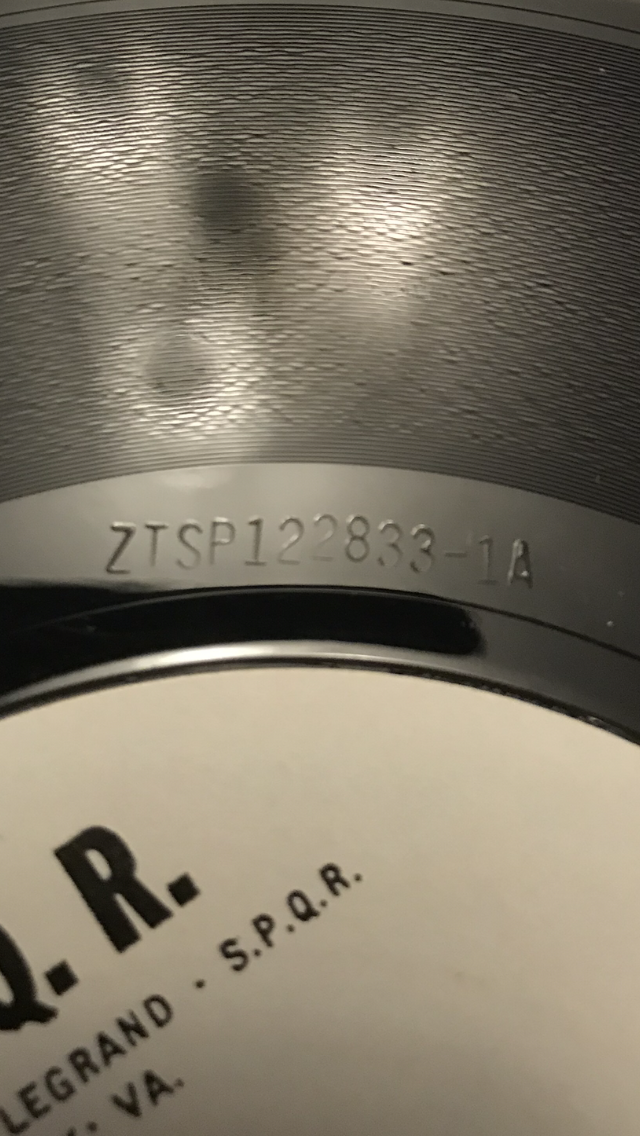 ZTSP122833-1A
Q. R.
LEGRAND · S.P.Q.R.
VA.